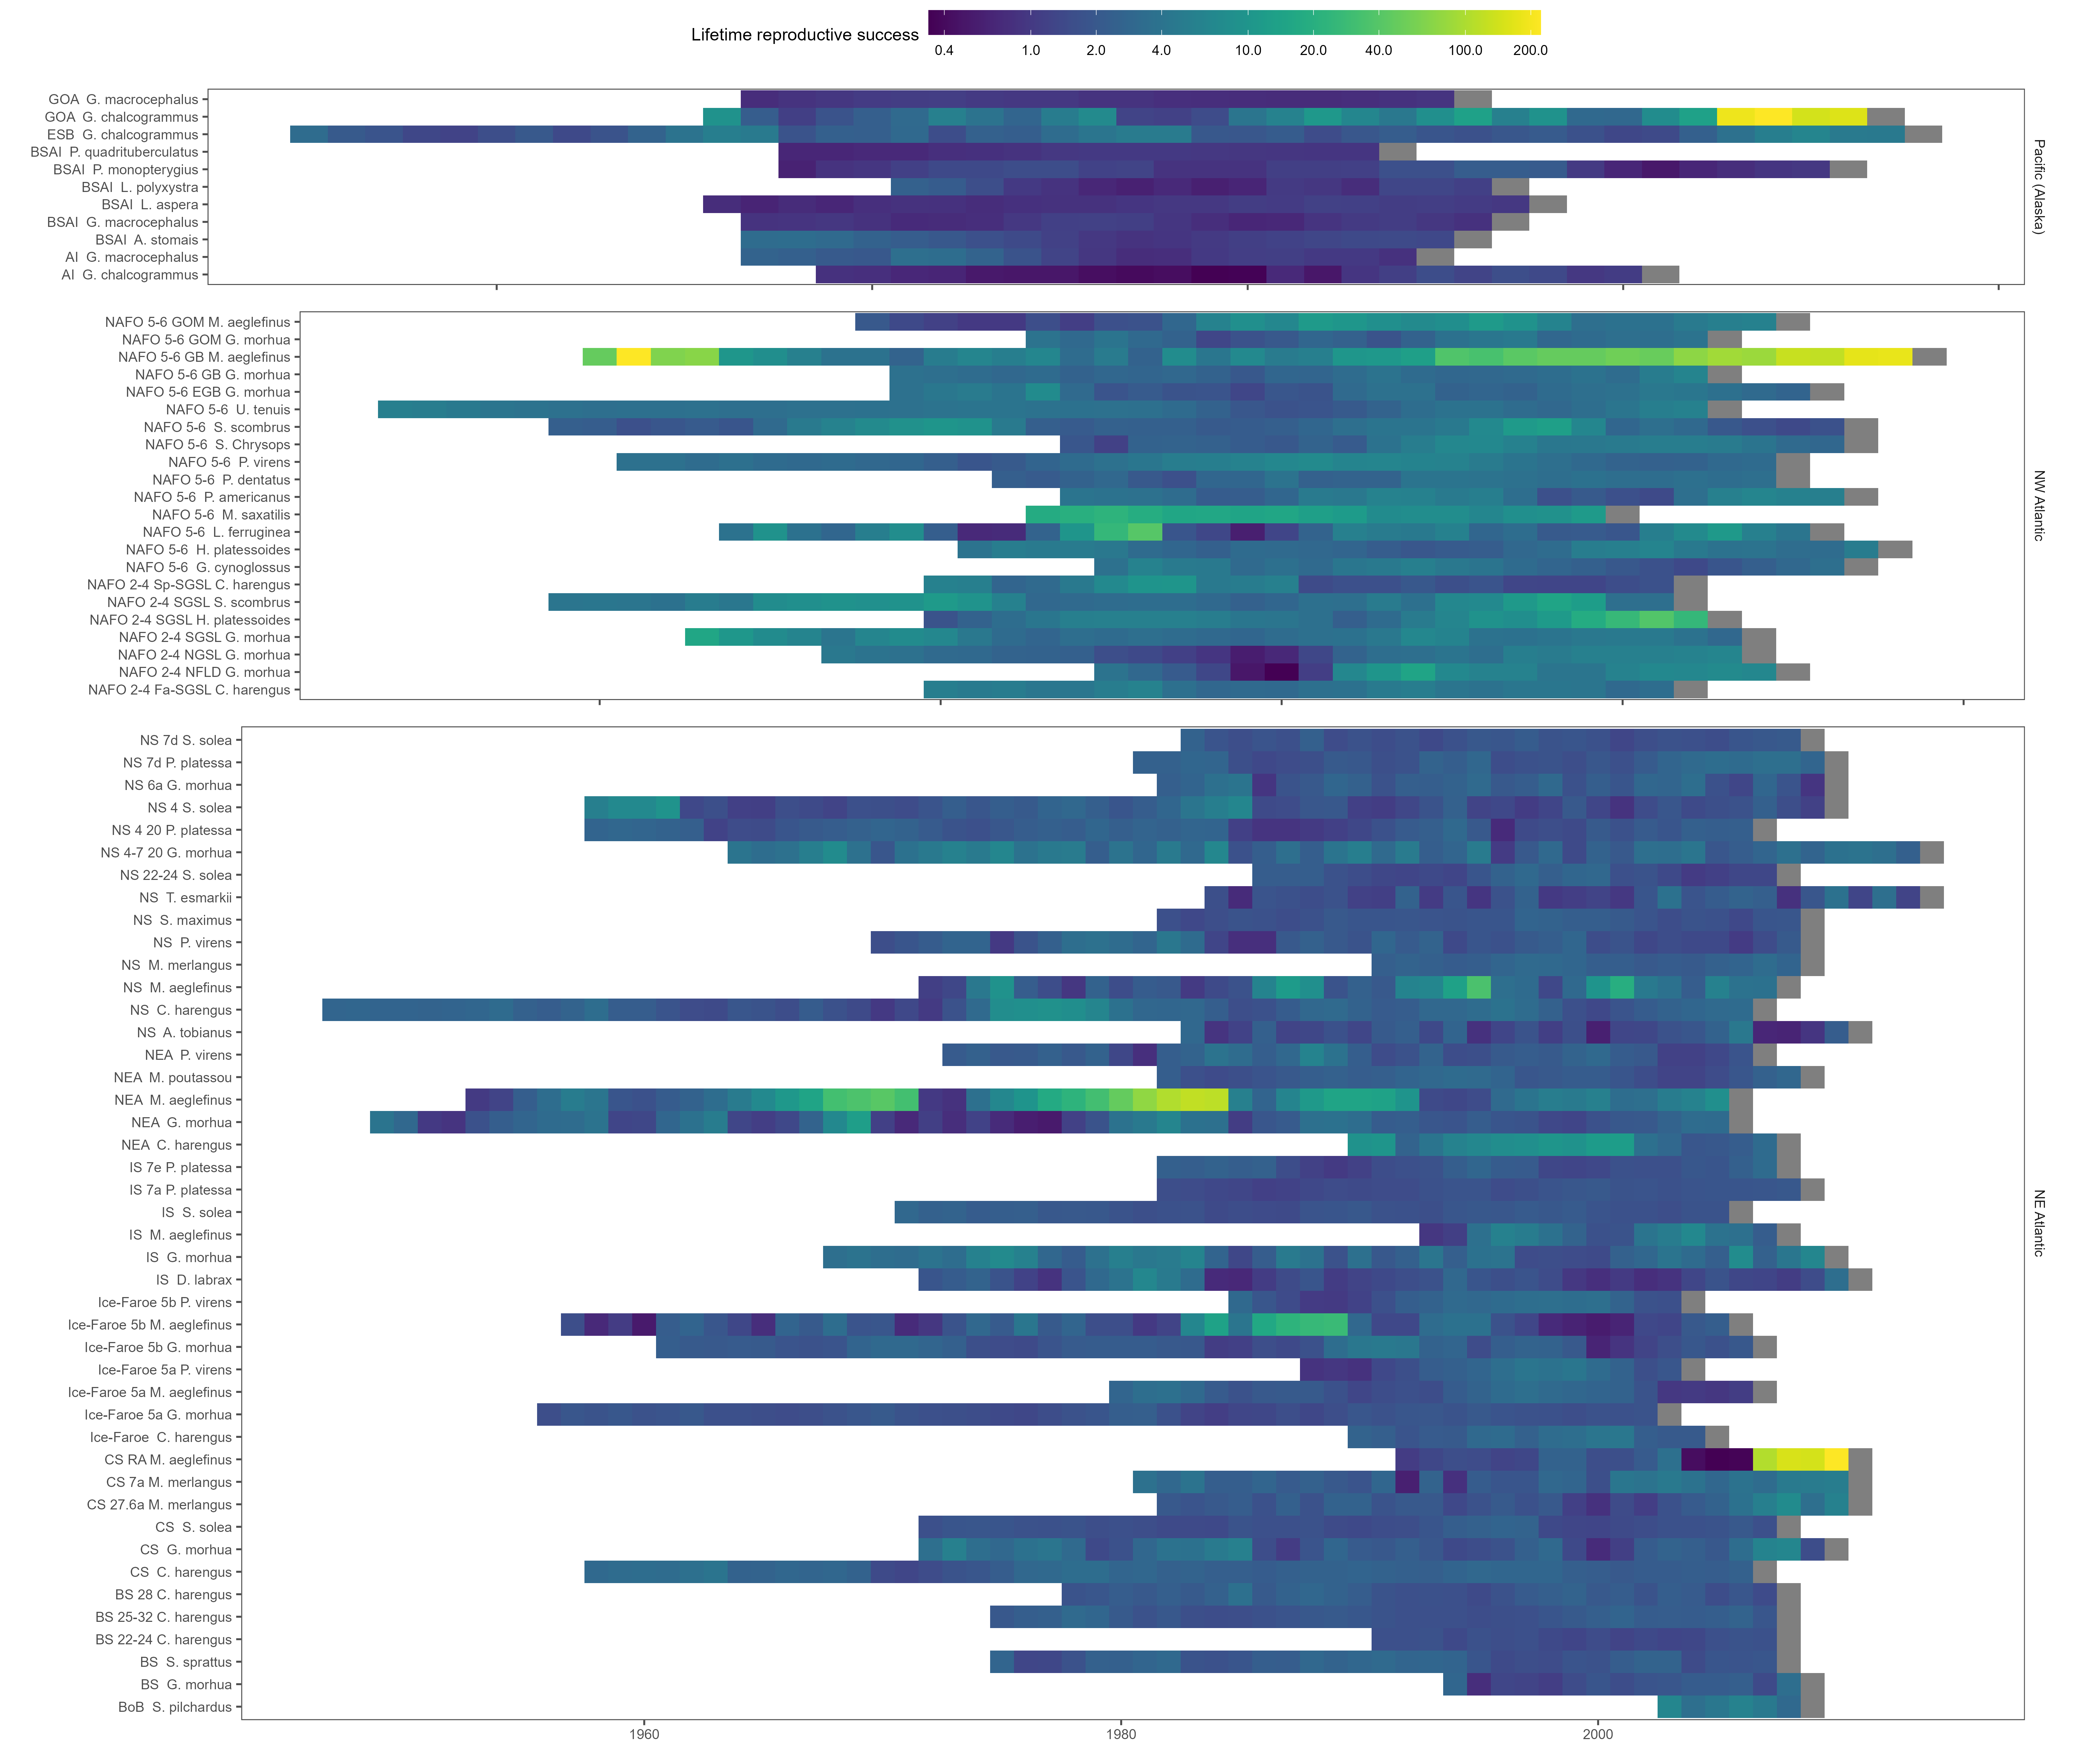 Lifetime reproductive success
0.4 1.0 2.0 4.0 10.0 20.0 40.0 100.0 200.0
GOA  G. macrocephalus
GOA  G. chalcogrammus
ESB  G. chalcogrammus
BSAI  P. quadrituberculatus
BSAI  P. monopterygius
BSAI  L. polyxystra
BSAI  L. aspera
BSAI  G. macrocephalus
BSAI  A. stomais
AI  G. macrocephalus
AI  G. chalcogrammus
Pacific (Alaska)
NAFO 5-6 GOM M. aeglefinus
NAFO 5-6 GOM G. morhua
NAFO 5-6 GB M. aeglefinus
NAFO 5-6 GB G. morhua
NAFO 5-6 EGB G. morhua
NAFO 5-6  U. tenuis
NAFO 5-6  S. scombrus
NAFO 5-6  S. Chrysops
NAFO 5-6  P. virens
NAFO 5-6  P. dentatus
NAFO 5-6  P. americanus
NAFO 5-6  M. saxatilis
NAFO 5-6  L. ferruginea
NAFO 5-6  H. platessoides
NAFO 5-6  G. cynoglossus
NAFO 2-4 Sp-SGSL C. harengus
NAFO 2-4 SGSL S. scombrus
NAFO 2-4 SGSL H. platessoides
NAFO 2-4 SGSL G. morhua
NAFO 2-4 NGSL G. morhua
NAFO 2-4 NFLD G. morhua
NAFO 2-4 Fa-SGSL C. harengus
NW Atlantic
NS 7d S. solea
NS 7d P. platessa
NS 6a G. morhua
NS 4 S. solea
NS 4 20 P. platessa
NS 4-7 20 G. morhua
NS 22-24 S. solea
NS  T. esmarkii
NS  S. maximus
NS  P. virens
NS  M. merlangus
NS  M. aeglefinus
NS  C. harengus
NS  A. tobianus
NEA  P. virens
NEA  M. poutassou
NEA  M. aeglefinus
NEA  G. morhua
NEA  C. harengus
IS 7e P. platessa
IS 7a P. platessa
IS  S. solea
IS  M. aeglefinus
IS  G. morhua
IS  D. labrax
Ice-Faroe 5b P. virens
Ice-Faroe 5b M. aeglefinus
Ice-Faroe 5b G. morhua
Ice-Faroe 5a P. virens
Ice-Faroe 5a M. aeglefinus
Ice-Faroe 5a G. morhua
Ice-Faroe  C. harengus
CS RA M. aeglefinus
CS 7a M. merlangus
CS 27.6a M. merlangus
CS  S. solea
CS  G. morhua
CS  C. harengus
BS 28 C. harengus
BS 25-32 C. harengus
BS 22-24 C. harengus
BS  S. sprattus
BS  G. morhua
BoB  S. pilchardus
NE Atlantic
1960 1980 2000